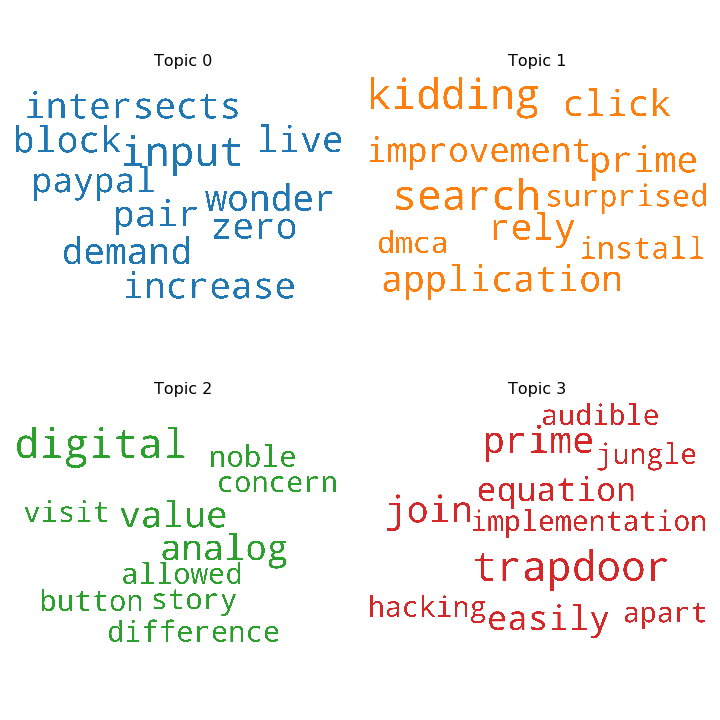 Topic 0
intersects
block input live
paypal
pair wonder
zero
demand
increase
Topic 1
kidding click
improvement prime
search surprised
rely
dmca install
application
Topic 2
digital noble
concern
visit value
analog
allowed
button story
difference
Topic 3
audible
prime jungle
equation
join implementation
trapdoor
hacking easily apart